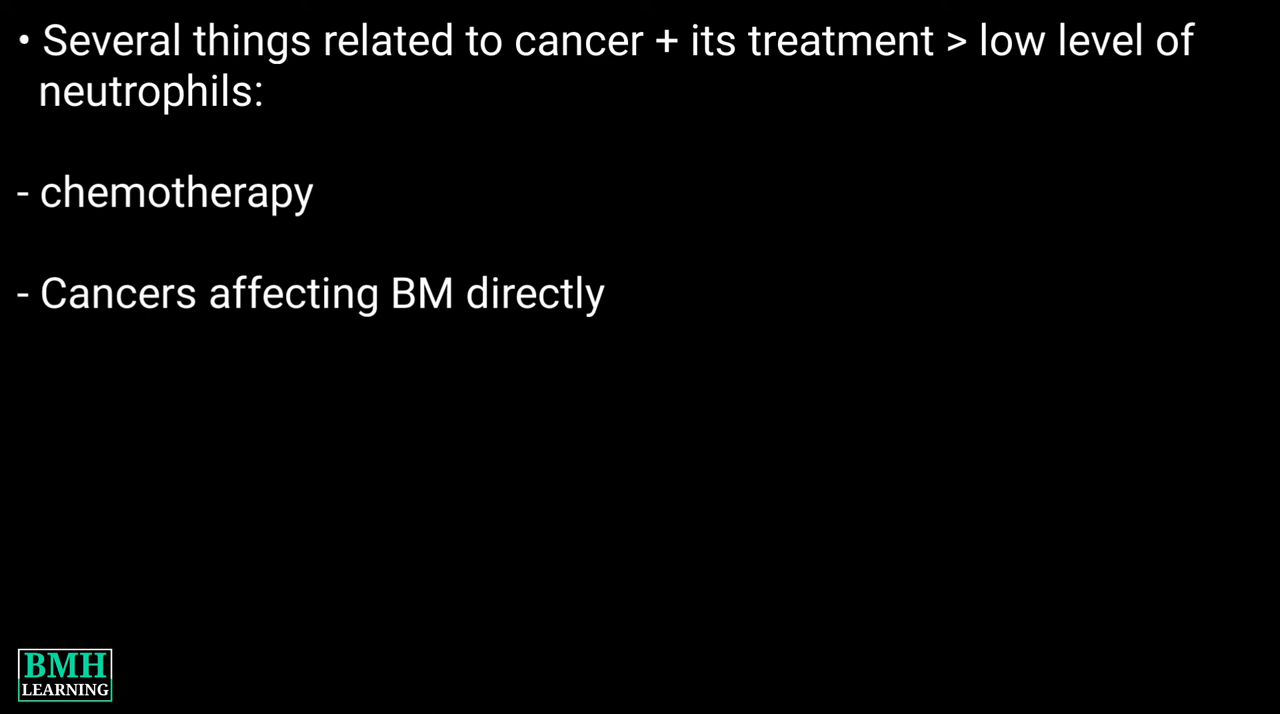 • Several things related to cancer + its treatment > low level of
neutrophils:
- chemotherapy
- Cancers affecting BM directly
BMH
LEARNING